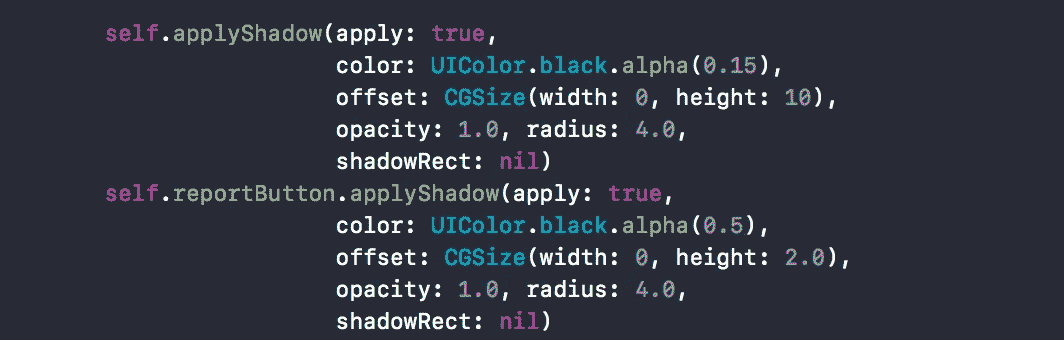 self.applyShadow(apply: true,
color: UIColor.black.alpha(0.15),
offset: CGSize(width: 0, height: 10),
opacity: 1.0, radius: 4.0,
shadowRect: nil)
self.reportButton.applyShadow(apply: true,
color: UIColor.black.alpha(0.5),
offset: CGSize(width: 0, height: 2.0),
opacity: 1.0, radius: 4.0,
shadowRect: nil)